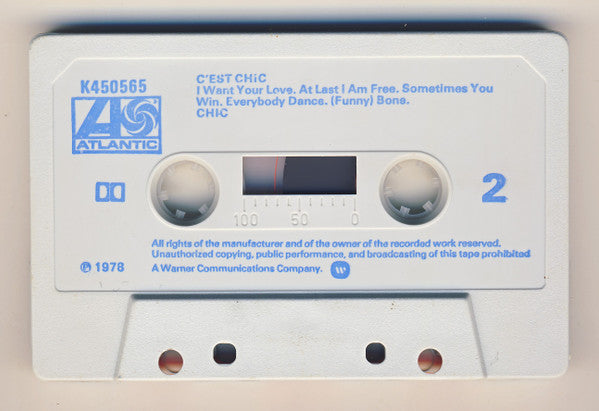 C'EST CHIC
K450565
I Want Your Love. At Last I Am Free. Sometimes You
Win. Everybody Dance. (Funny) Bone.
CHIC
ATLANTIC
2
100 50 0
All rights of the manufacturer and of the owner of the recorded work reserved.
Unauthorized copying, public performance, and broadcasting of this tape prohibited
℗ 1978
A Warner Communications Company.